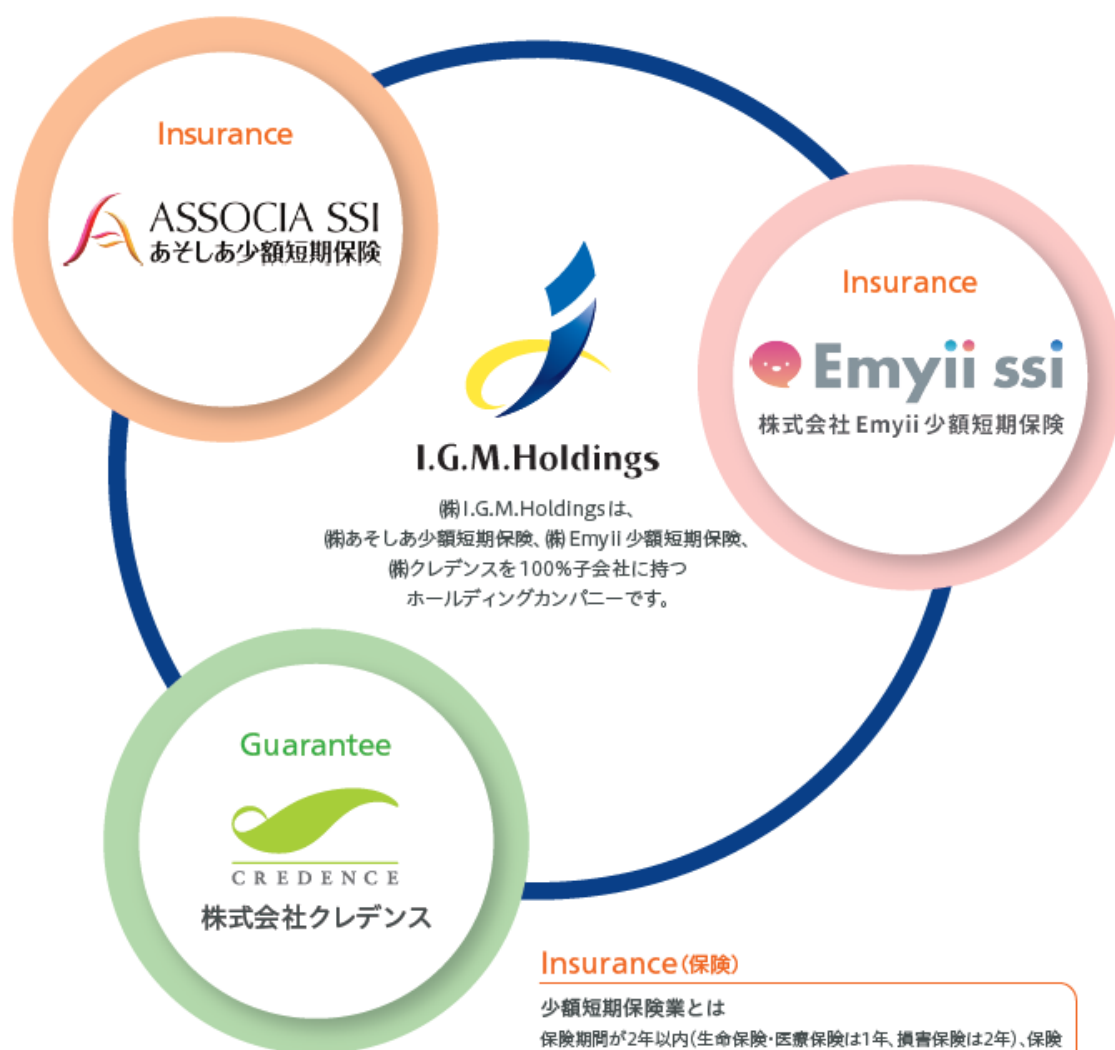 Insurance
ASSOCIA SSI
あそしあ少額短期保険
Insurance
Emyii ssi
株式会社Emyii少額短期保険
I.G.M.Holdings
㈱I.G.M.Holdingsは、
㈱あそしあ少額短期保険、㈱Emyii少額短期保険、
㈱クレデンスを100%子会社に持つ
ホールディングカンパニーです。
Guarantee
CREDENCE
株式会社クレデンス
Insurance(保険)
少額短期保険業とは
保険期間が2年以内(生命保険・医療保険は1年、損害保険は2年)、保険